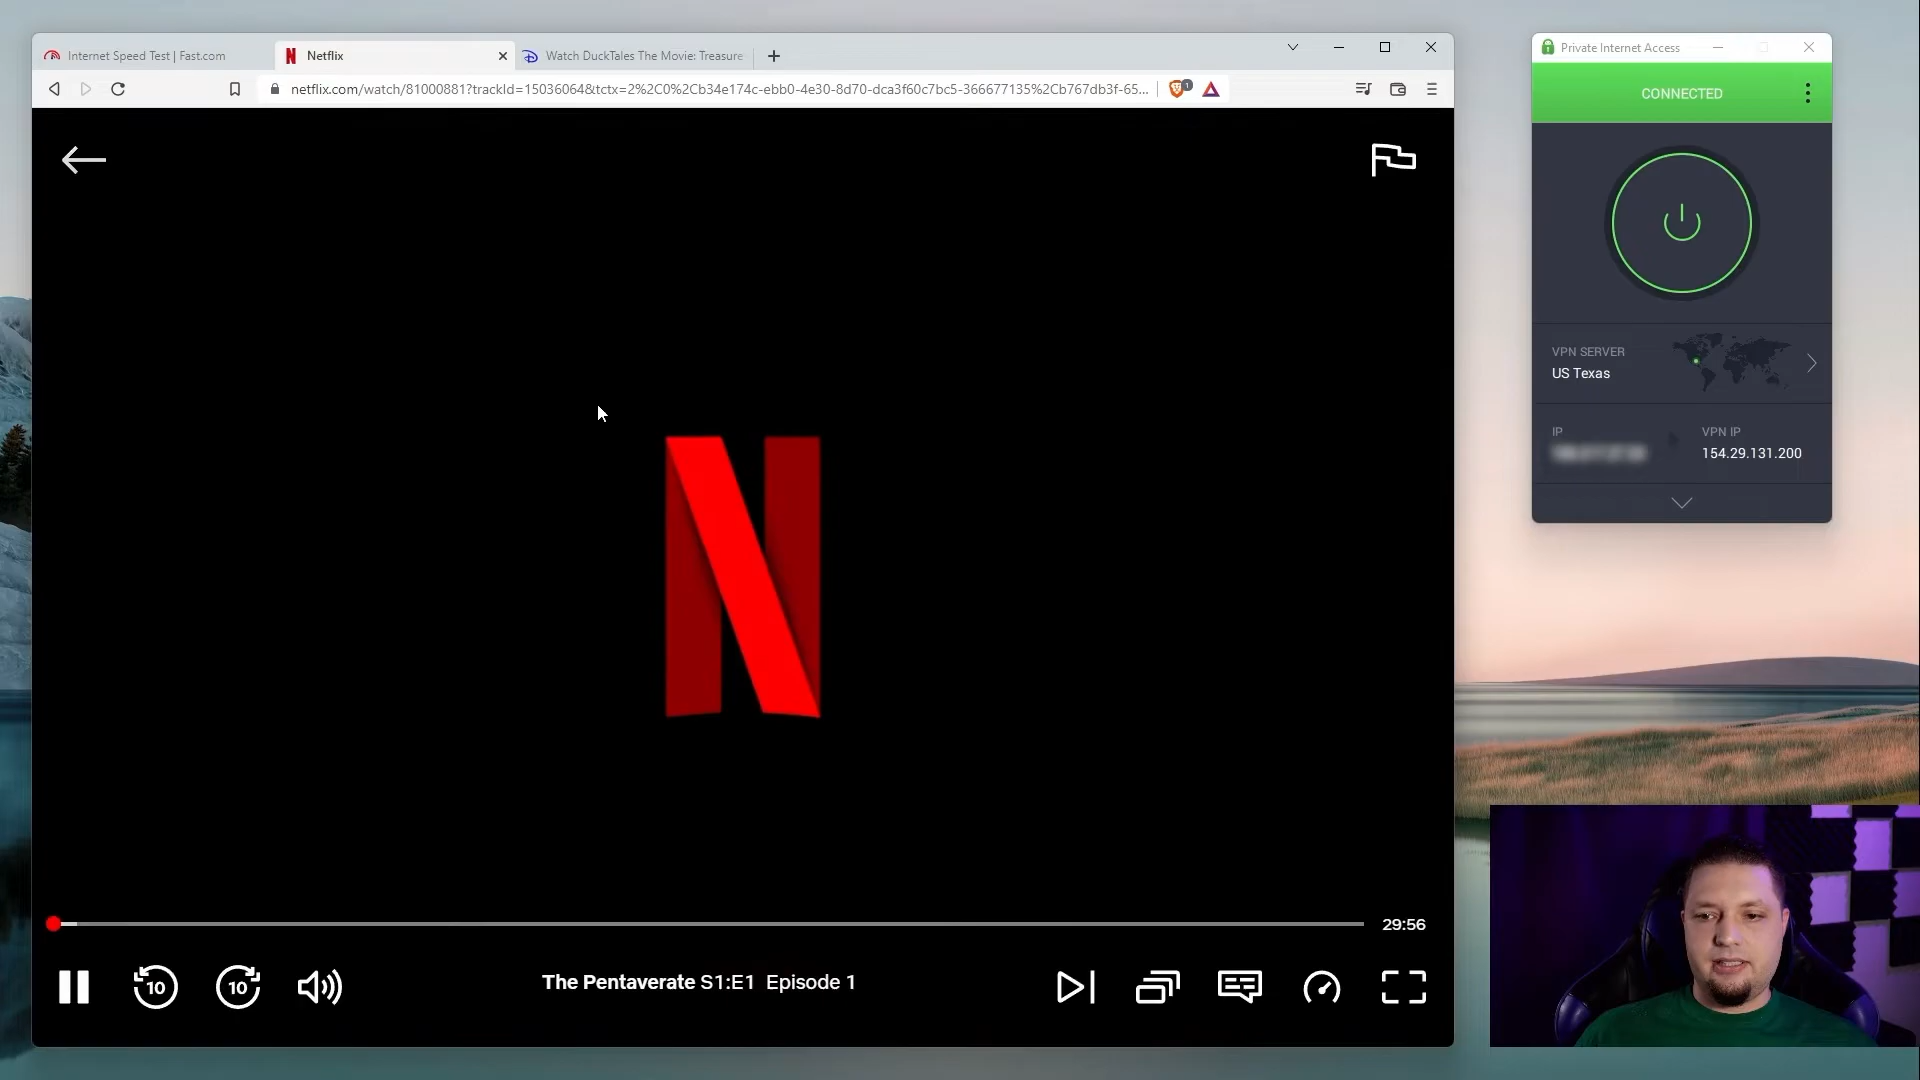 Internet Speed Test | Fast.com
Netflix
Watch DuckTales The Movie: Treasure
netflix.com/watch/81000881?trackId=15036064&tctx=2%2C0%2Cb34e174c-ebb0-4e30-8d70-dca3f60c7bc5-366677135%2Cb767db3f-65...
1
N
29:56
10
10
The Pentaverate S1:E1 Episode 1
Private Internet Access
CONNECTED
VPN SERVER
US Texas
IP
VPN IP
154.29.131.200